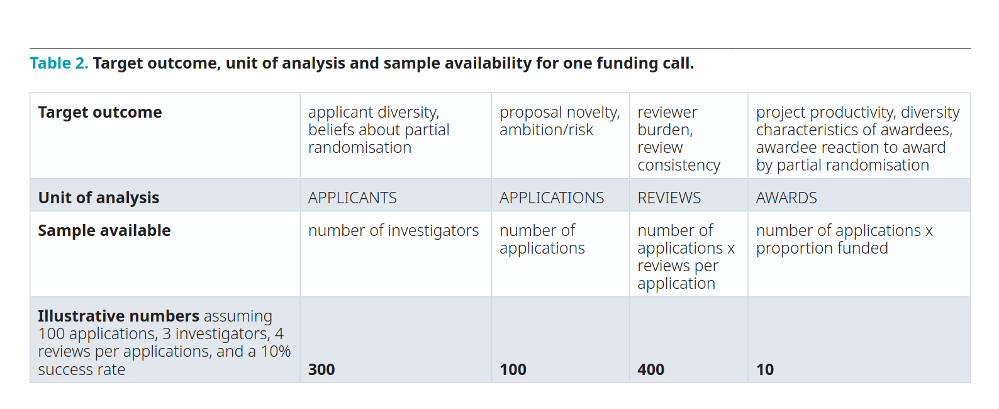 Table 2. Target outcome, unit of analysis and sample availability for one funding call.
Target outcome
applicant diversity,
beliefs about partial
randomisation
proposal novelty,
ambition/risk
reviewer
burden,
review
consistency
project productivity, diversity
characteristics of awardees,
awardee reaction to award
by partial randomisation
Unit of analysis
APPLICANTS
APPLICATIONS
REVIEWS
AWARDS
Sample available
number of investigators
number of
applications
number of
applications x
reviews per
application
number of applications x
proportion funded
Illustrative numbers assuming
100 applications, 3 investigators, 4
reviews per applications, and a 10%
success rate
300
100
400
10